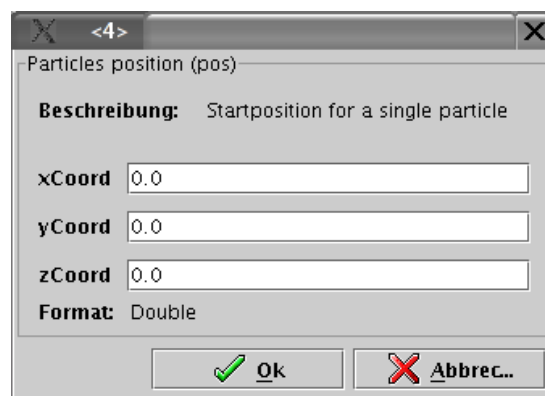 <4>
Particles position (pos)
Beschreibung: Startposition for a single particle
xCoord 0.0
yCoord 0.0
zCoord 0.0
Format: Double
Ok Abbrec...